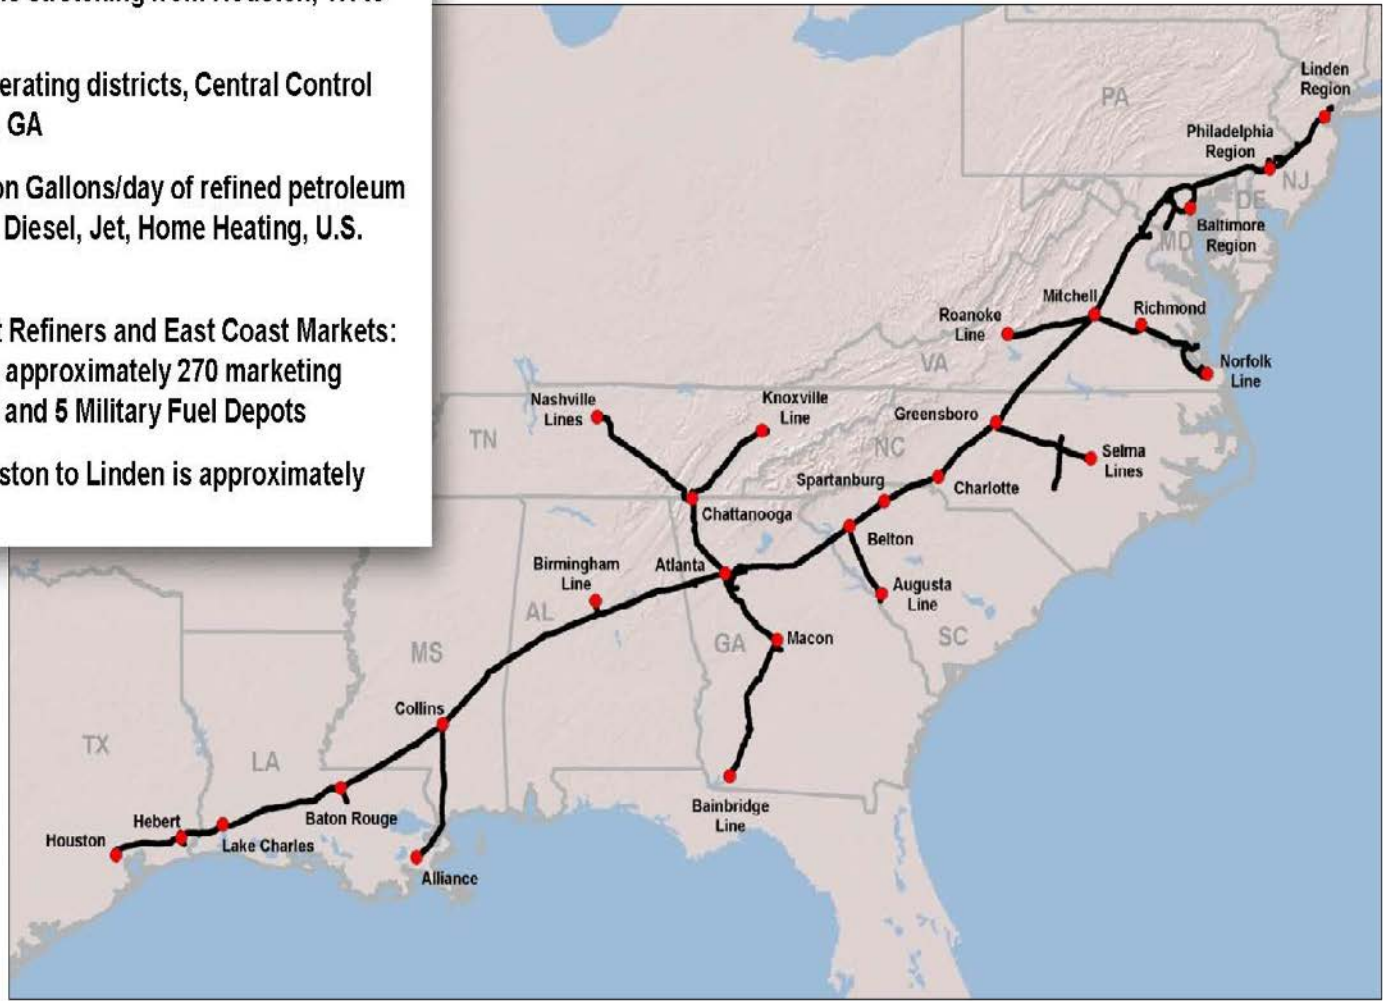 erating districts, Central Control
GA
on Gallons/day of refined petroleum
Diesel, Jet, Home Heating, U.S.
Refiners and East Coast Markets:
approximately 270 marketing
and 5 Military Fuel Depots
ston to Linden is approximately
Linden
Region
PA
Philadelphia
Region
NJ
DE
Baltimore
Region
MD
Mitchell
Richmond
Roanoke
Line
VA
Norfolk
Line
Nashville
Lines
Knoxville
Line
Greensboro
TN
NC
Selma
Lines
Spartanburg
Charlotte
Chattanooga
Belton
Birmingham
Line
Atlanta
Augusta
Line
AL
GA
Macon
SC
MS
Collins
TX
LA
Bainbridge
Line
Baton Rouge
Hebert
Houston
Lake Charles
Alliance